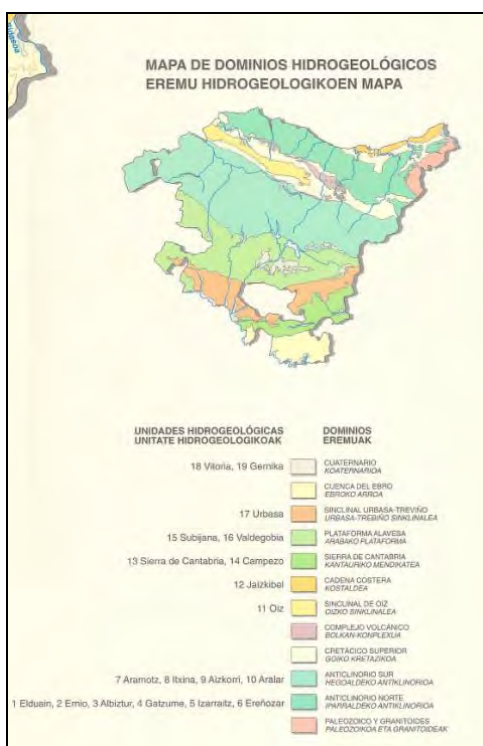 MAPA DE DOMINIOS HIDROGEOLÓGICOS
EREMU HIDROGEOLOGIKOEN MAPA
UNIDADES HIDROGEOLÓGICAS
UNITATE HIDROGEOLOGIKOAK
DOMINIOS
EREMUAK
18 Vitoria, 19 Gernika
CUATERNARIO
KOATERNARIOA
CUENCA DEL EBRO
EBROKO ARROA
17 Urbasa
SINCLINAL URBASA-TREVIÑO
URBASA-TREBIÑO SINKLINALEA
15 Subijana, 16 Valdegobia
PLATAFORMA ALAVESA
ARABAKO PLATAFORMA
13 Sierra de Cantabria, 14 Campezo
SIERRA DE CANTABRIA
KANTAURIKO MENDIKATEA
12 Jaizkibel
CADENA COSTERA
KOSTALDEA
11 Oiz
SINCLINAL DE OIZ
OIZKO SINKLINALEA
COMPLEJO VOLCÁNICO
BOLKAN-KONPLEXUA
CRETÁCICO SUPERIOR
GOIKO KRETAZIKOA
7 Aramotz, 8 Itxina, 9 Aizkorri, 10 Aralar
ANTICLINORIO SUR
HEGOALDEKO ANTIKLINORIOA
1 Elduain, 2 Ernio, 3 Albiztur, 4 Gatzume, 5 Izarraitz, 6 Ereñozar
ANTICLINORIO NORTE
IPARRALDEKO ANTIKLINORIOA
PALEOZOICO Y GRANITOIDES
PALEOZOIKOA ETA GRANITOIDEAK